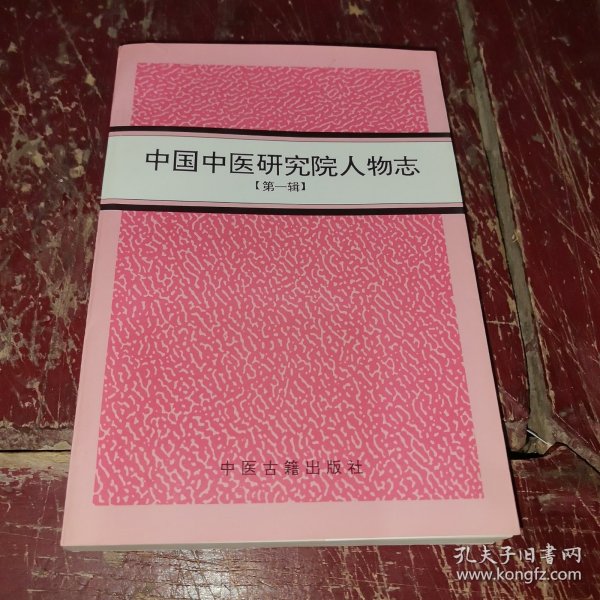 中国中医研究院人物志
【第一辑】
中医古籍出版社
孔夫子旧書网
www.kongfz.com